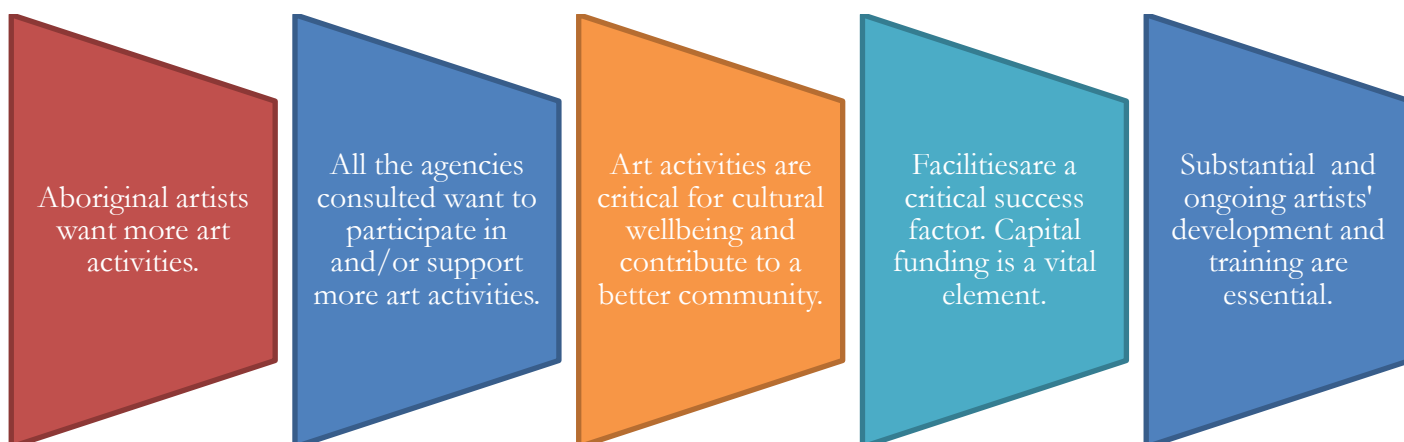 Aboriginal artists
want more art
activities.
All the agencies
consulted want to
participate in
and/or support
more art activities.
Art activities are
critical for cultural
wellbeing and
contribute to a
better community.
Facilitiesare a
critical success
factor. Capital
funding is a vital
element.
Substantial  and
ongoing artists'
development and
training are
essential.